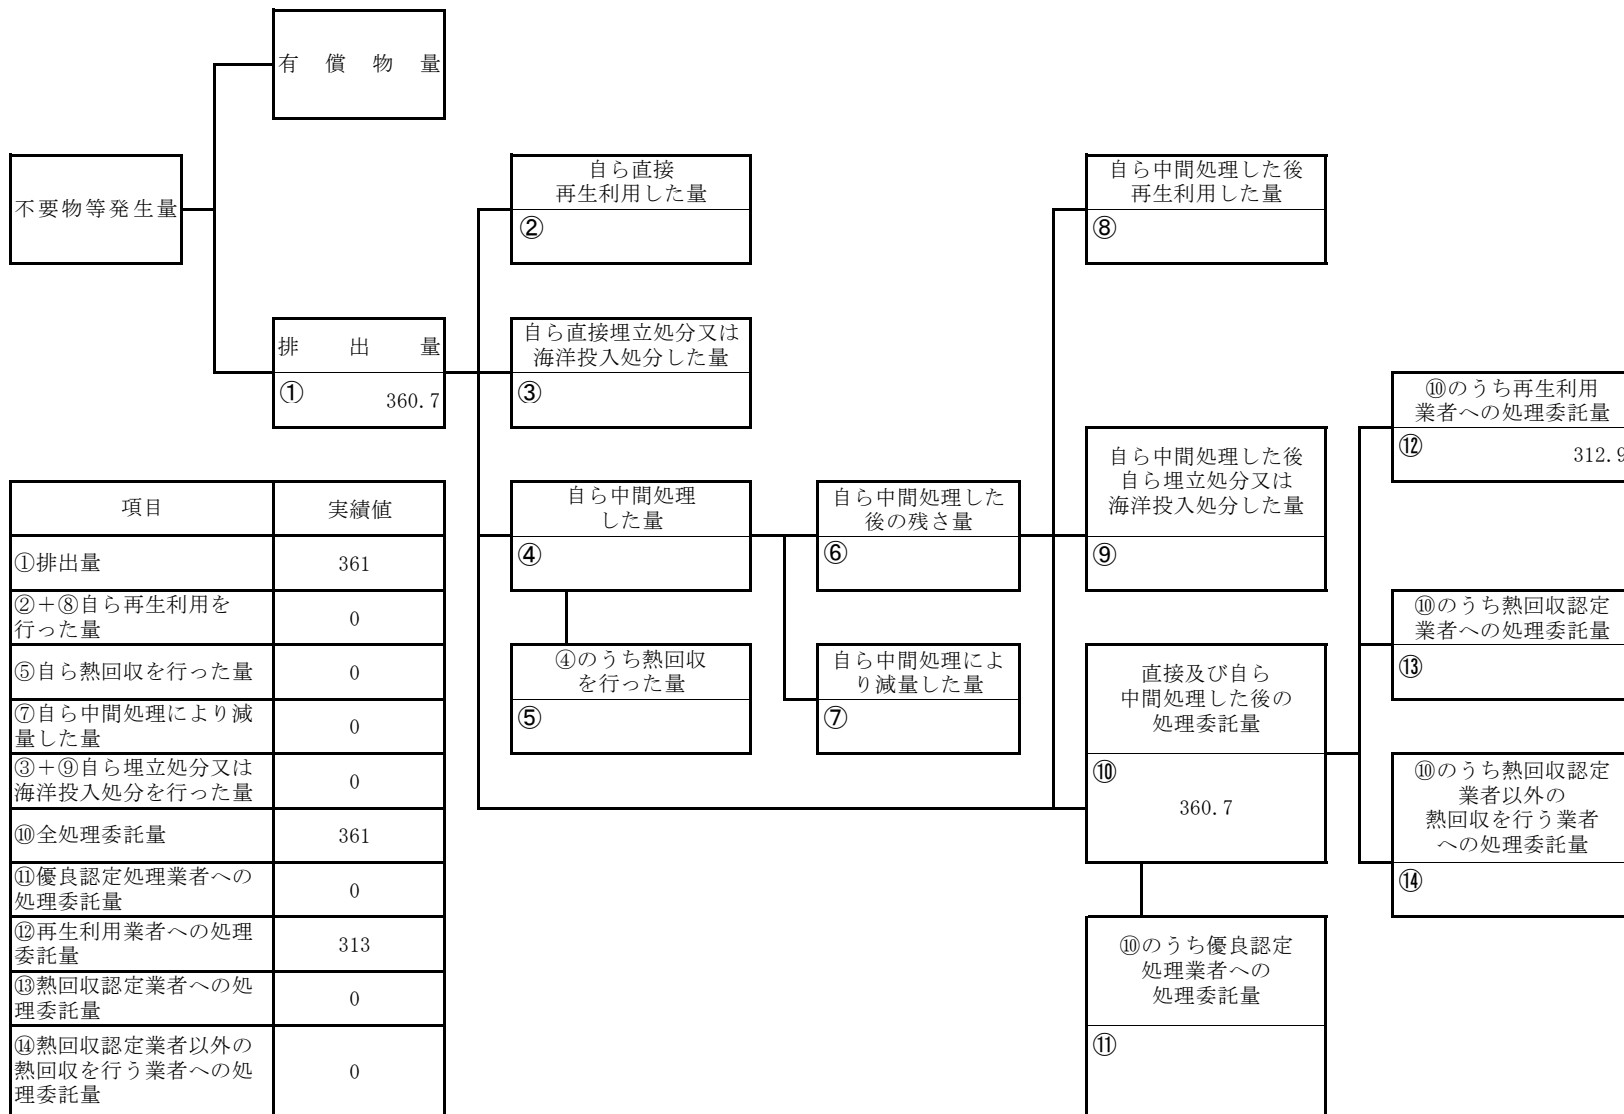 有償物量
不要物等発生量
自ら直接
再生利用した量
②
自ら中間処理した後
再生利用した量
⑧
排出量
①
360.7
自ら直接埋立処分又は
海洋投入処分した量
③
⑩のうち再生利用
業者への処理委託量
⑫
312.9
自ら中間処理
した量
④
自ら中間処理した
後の残さ量
⑥
自ら中間処理した後
自ら埋立処分又は
海洋投入処分した量
⑨
④のうち熱回収
を行った量
⑤
自ら中間処理によ
り減量した量
⑦
直接及び自ら
中間処理した後の
処理委託量
⑩
360.7
⑩のうち熱回収認定
業者への処理委託量
⑬
⑩のうち熱回収認定
業者以外の
熱回収を行う業者
への処理委託量
⑭
⑩のうち優良認定
処理業者への
処理委託量
⑪
項目 実績値
①排出量 361
②+⑧自ら再生利用を
行った量 0
⑤自ら熱回収を行った量 0
⑦自ら中間処理により減
量した量 0
③+⑨自ら埋立処分又は
海洋投入処分を行った量 0
⑩全処理委託量 361
⑪優良認定処理業者への
処理委託量 0
⑫再生利用業者への処理
委託量 313
⑬熱回収認定業者への処
理委託量 0
⑭熱回収認定業者以外の
熱回収を行う業者への処
理委託量 0